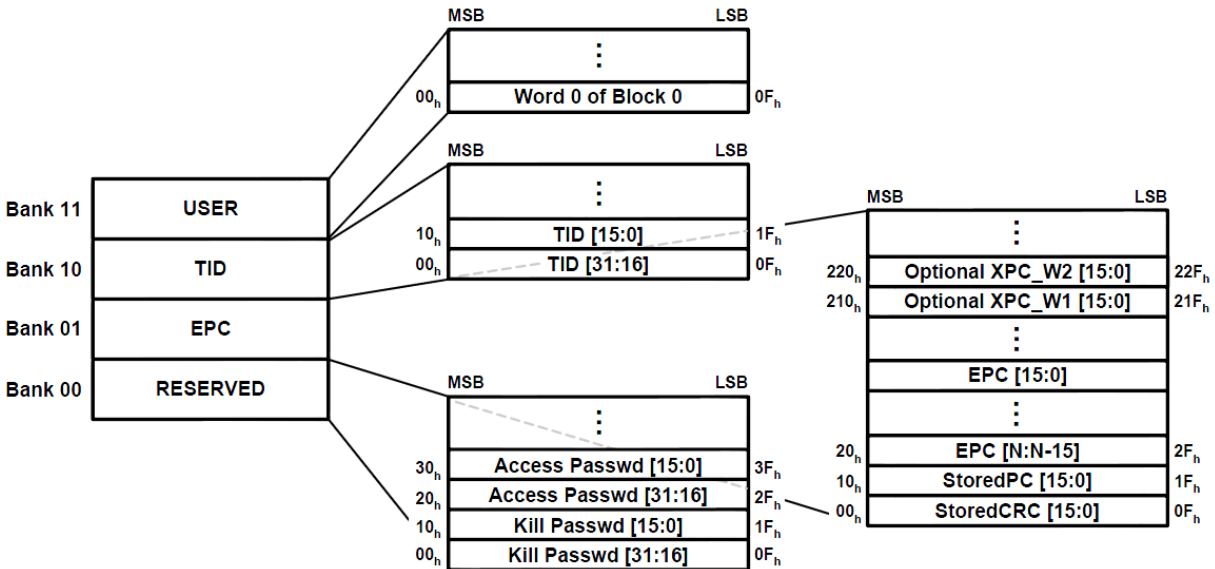 MSB LSB
⋮
00h Word 0 of Block 0 0Fh
MSB LSB
⋮
10h TID [15:0] 1Fh
00h TID [31:16] 0Fh
Bank 11 USER
Bank 10 TID
Bank 01 EPC
Bank 00 RESERVED
MSB LSB
⋮
30h Access Passwd [15:0] 3Fh
20h Access Passwd [31:16] 2Fh
10h Kill Passwd [15:0] 1Fh
00h Kill Passwd [31:16] 0Fh
MSB LSB
⋮
220h Optional XPC_W2 [15:0] 22Fh
210h Optional XPC_W1 [15:0] 21Fh
⋮
EPC [15:0]
⋮
20h EPC [N:N-15] 2Fh
10h StoredPC [15:0] 1Fh
00h StoredCRC [15:0] 0Fh